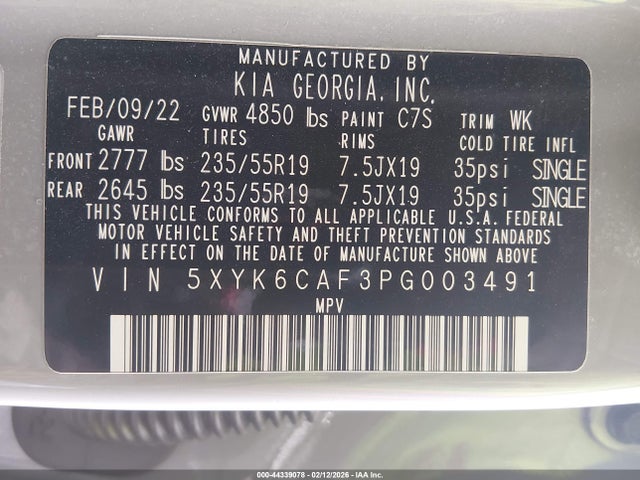 MANUFACTURED BY
KIA GEORGIA, INC.
FEB/09/22 GVWR 4850 lbs PAINT C7S TRIM WK
GAWR TIRES RIMS COLD TIRE INFL
FRONT 2777 lbs 235/55R19 7.5JX19 35psi SINGLE
REAR 2645 lbs 235/55R19 7.5JX19 35psi SINGLE
THIS VEHICLE CONFORMS TO ALL APPLICABLE U.S.A. FEDERAL
MOTOR VEHICLE SAFETY AND THEFT PREVENTION STANDARDS
IN EFFECT ON THE DATE OF MANUFACTURE SHOWN ABOVE.
VIN 5XYK6CAF3PG003491
MPV
000-44339078 - 02/12/2026 - IAA Inc.